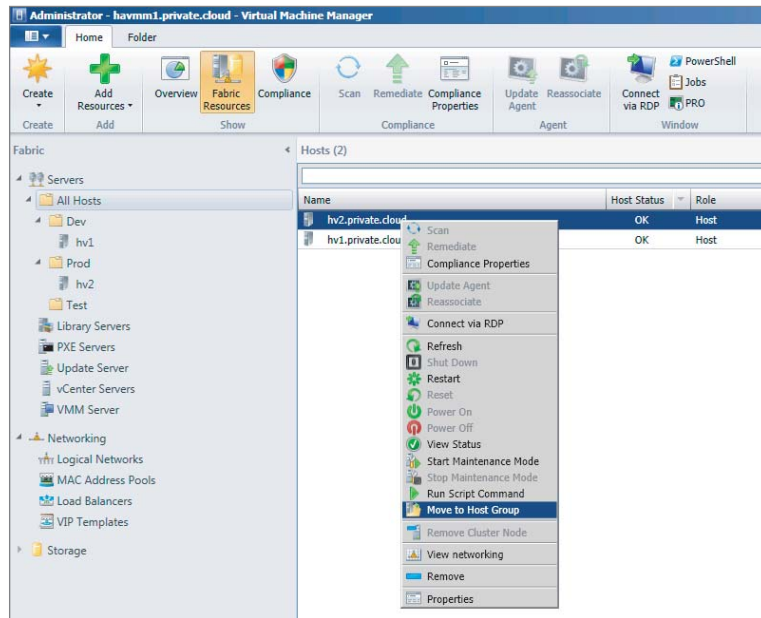 Administrator - havmm1.private.cloud - Virtual Machine Manager
Home Folder
Create
Add Resources
Overview
Fabric Resources
Compliance
Scan
Remediate
Compliance Properties
Update Agent
Reassociate
Connect via RDP
PowerShell
Jobs
PRO
Create Add Show Compliance Agent Window
Fabric
Servers
All Hosts
Dev
hv1
Prod
hv2
Test
Library Servers
PXE Servers
Update Server
vCenter Servers
VMM Server
Networking
Logical Networks
MAC Address Pools
Load Balancers
VIP Templates
Storage
Hosts (2)
Name Host Status Role
hv2.private.cloud OK Host
hv1.private.clou OK Host
Scan
Remediate
Compliance Properties
Update Agent
Reassociate
Connect via RDP
Refresh
Shut Down
Restart
Reset
Power On
Power Off
View Status
Start Maintenance Mode
Stop Maintenance Mode
Run Script Command
Move to Host Group
Remove Cluster Node
View networking
Remove
Properties